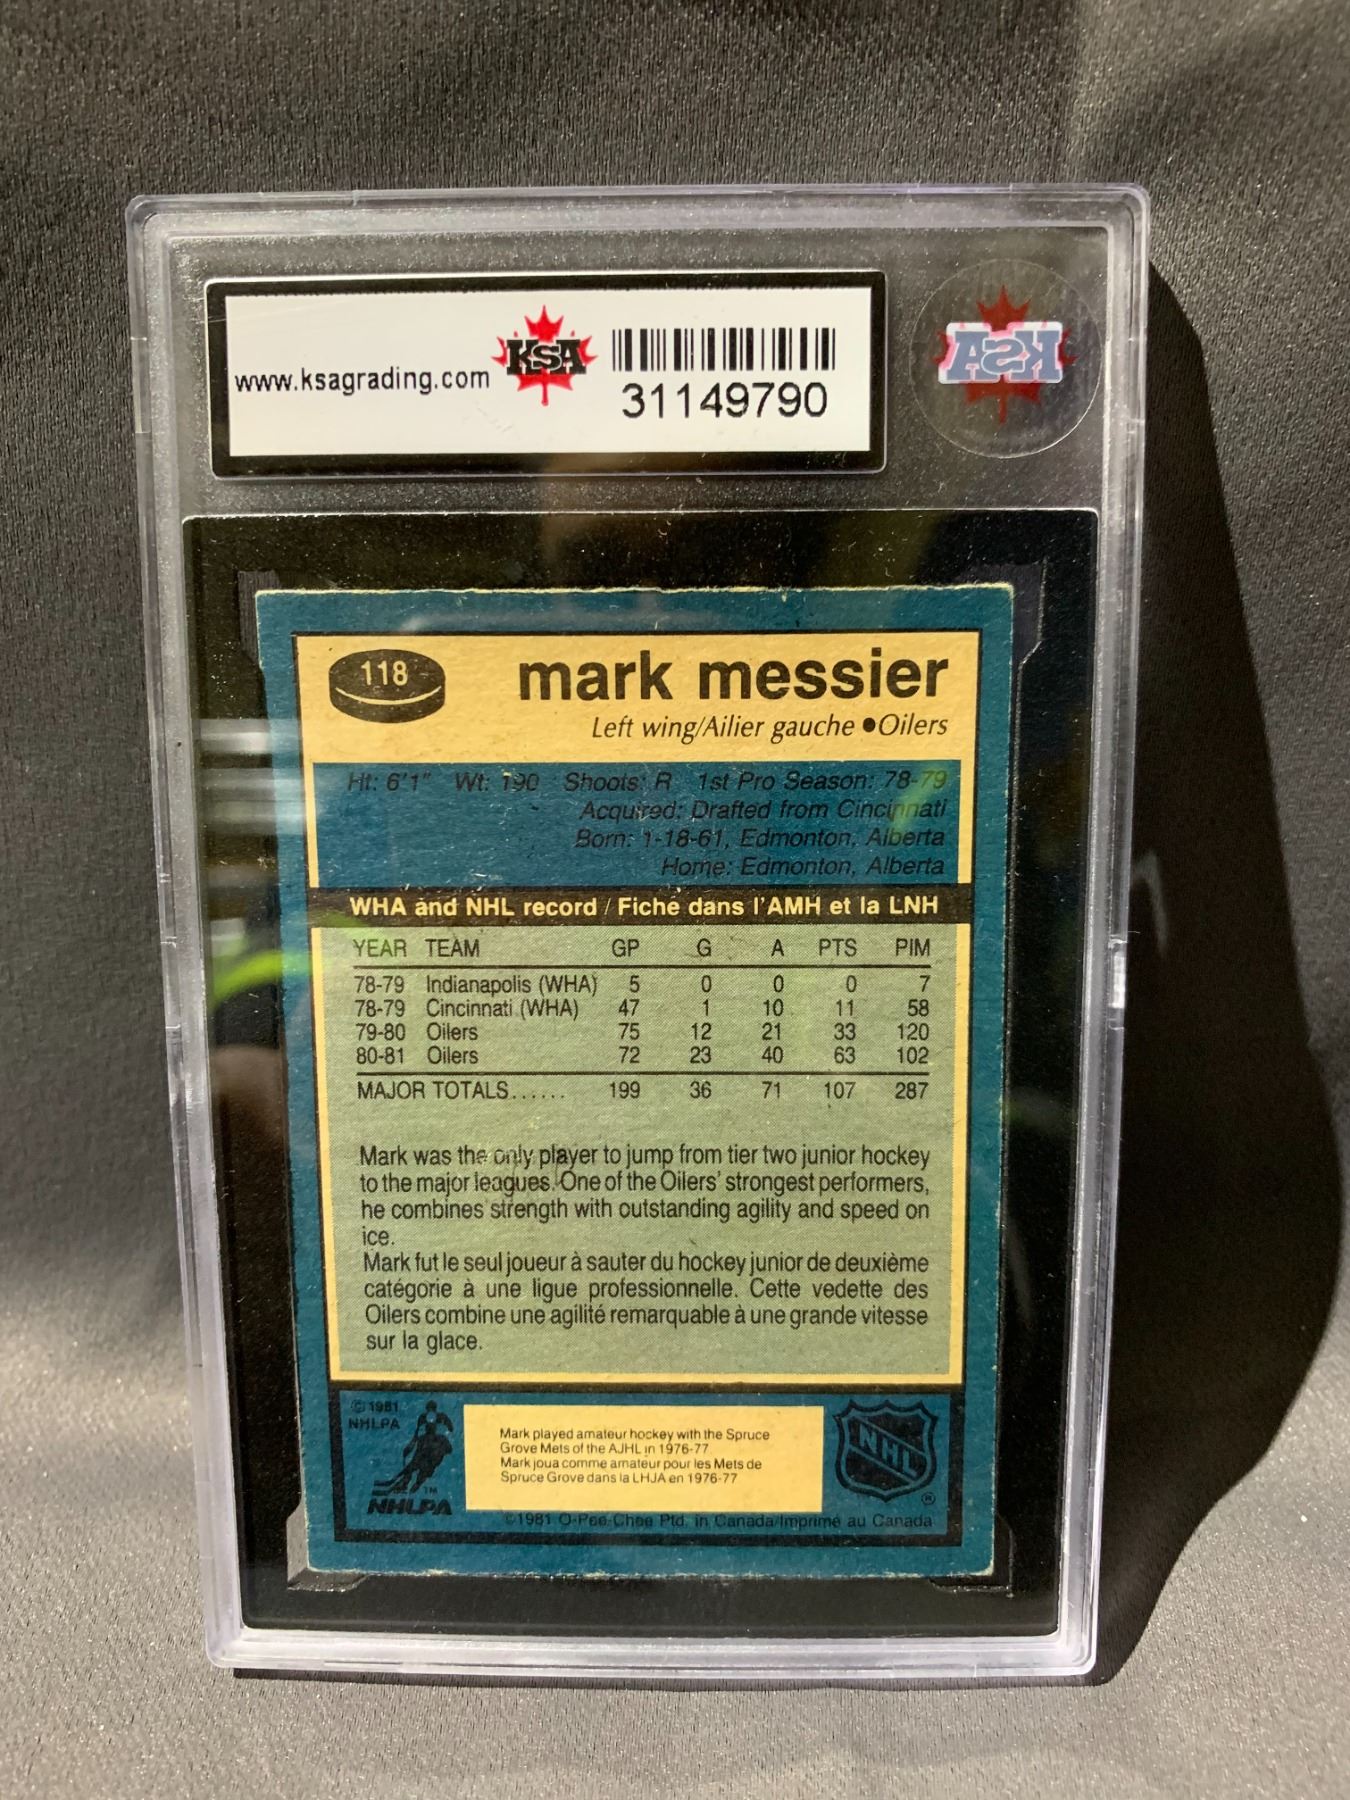 www.ksagrading.com
KSA
31149790
KSA
118
mark messier
Left wing/Ailier gauche ●Oilers
Ht: 6'1" Wt: 190 Shoots: R 1st Pro Season: 78-79
Acquired: Drafted from Cincinnati
Born: 1-18-61, Edmonton, Alberta
Home: Edmonton, Alberta
WHA and NHL record / Fiche dans l'AMH et la LNH
YEAR TEAM GP G A PTS PIM
78-79 Indianapolis (WHA) 5 0 0 0 7
78-79 Cincinnati (WHA) 47 1 10 11 58
79-80 Oilers 75 12 21 33 120
80-81 Oilers 72 23 40 63 102
MAJOR TOTALS...... 199 36 71 107 287
Mark was the only player to jump from tier two junior hockey
to the major leagues. One of the Oilers' strongest performers,
he combines strength with outstanding agility and speed on
ice.
Mark fut le seul joueur à sauter du hockey junior de deuxième
catégorie à une ligue professionnelle. Cette vedette des
Oilers combine une agilité remarquable à une grande vitesse
sur la glace.
© 1981
NHLPA
TM
NHLPA
Mark played amateur hockey with the Spruce
Grove Mets of the AJHL in 1976-77
Mark joua comme amateur pour les Mets de
Spruce Grove dans la LHJA en 1976-77
NHL
®
©1981 O-Pee-Chee Ptd. in Canada/Imprimé au Canada